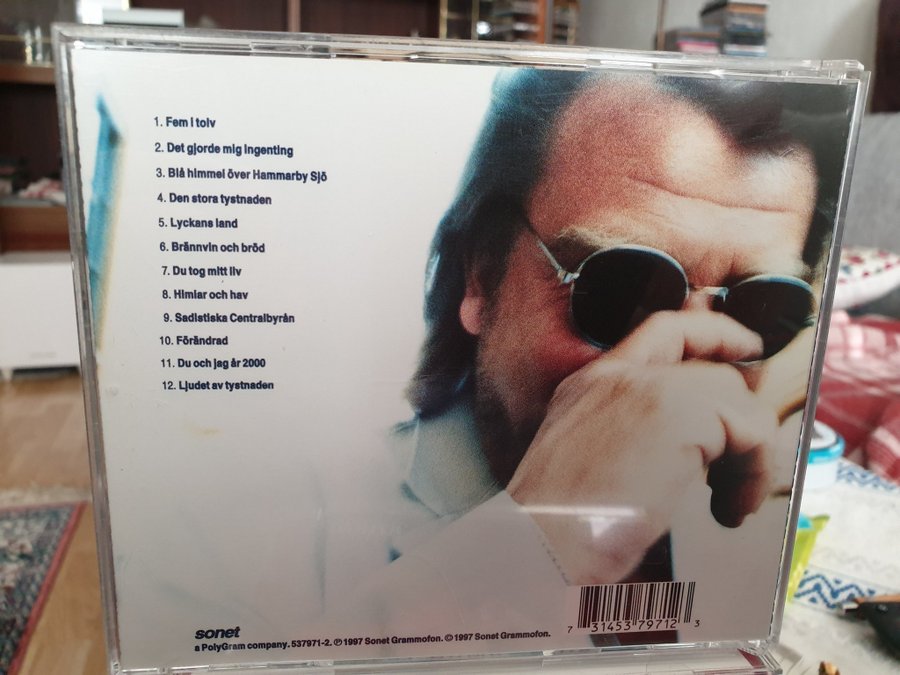 1. Fem i tolv
2. Det gjorde mig ingenting
3. Blå himmel över Hammarby Sjö
4. Den stora tystnaden
5. Lyckans land
6. Brännvin och bröd
7. Du tog mitt liv
8. Himlar och hav
9. Sadistiska Centralbyrån
10. Förändrad
11. Du och jag år 2000
12. Ljudet av tystnaden
sonet
a PolyGram company. 537971-2. ℗ 1997 Sonet Grammofon. © 1997 Sonet Grammofon.
7 31453 79712 3